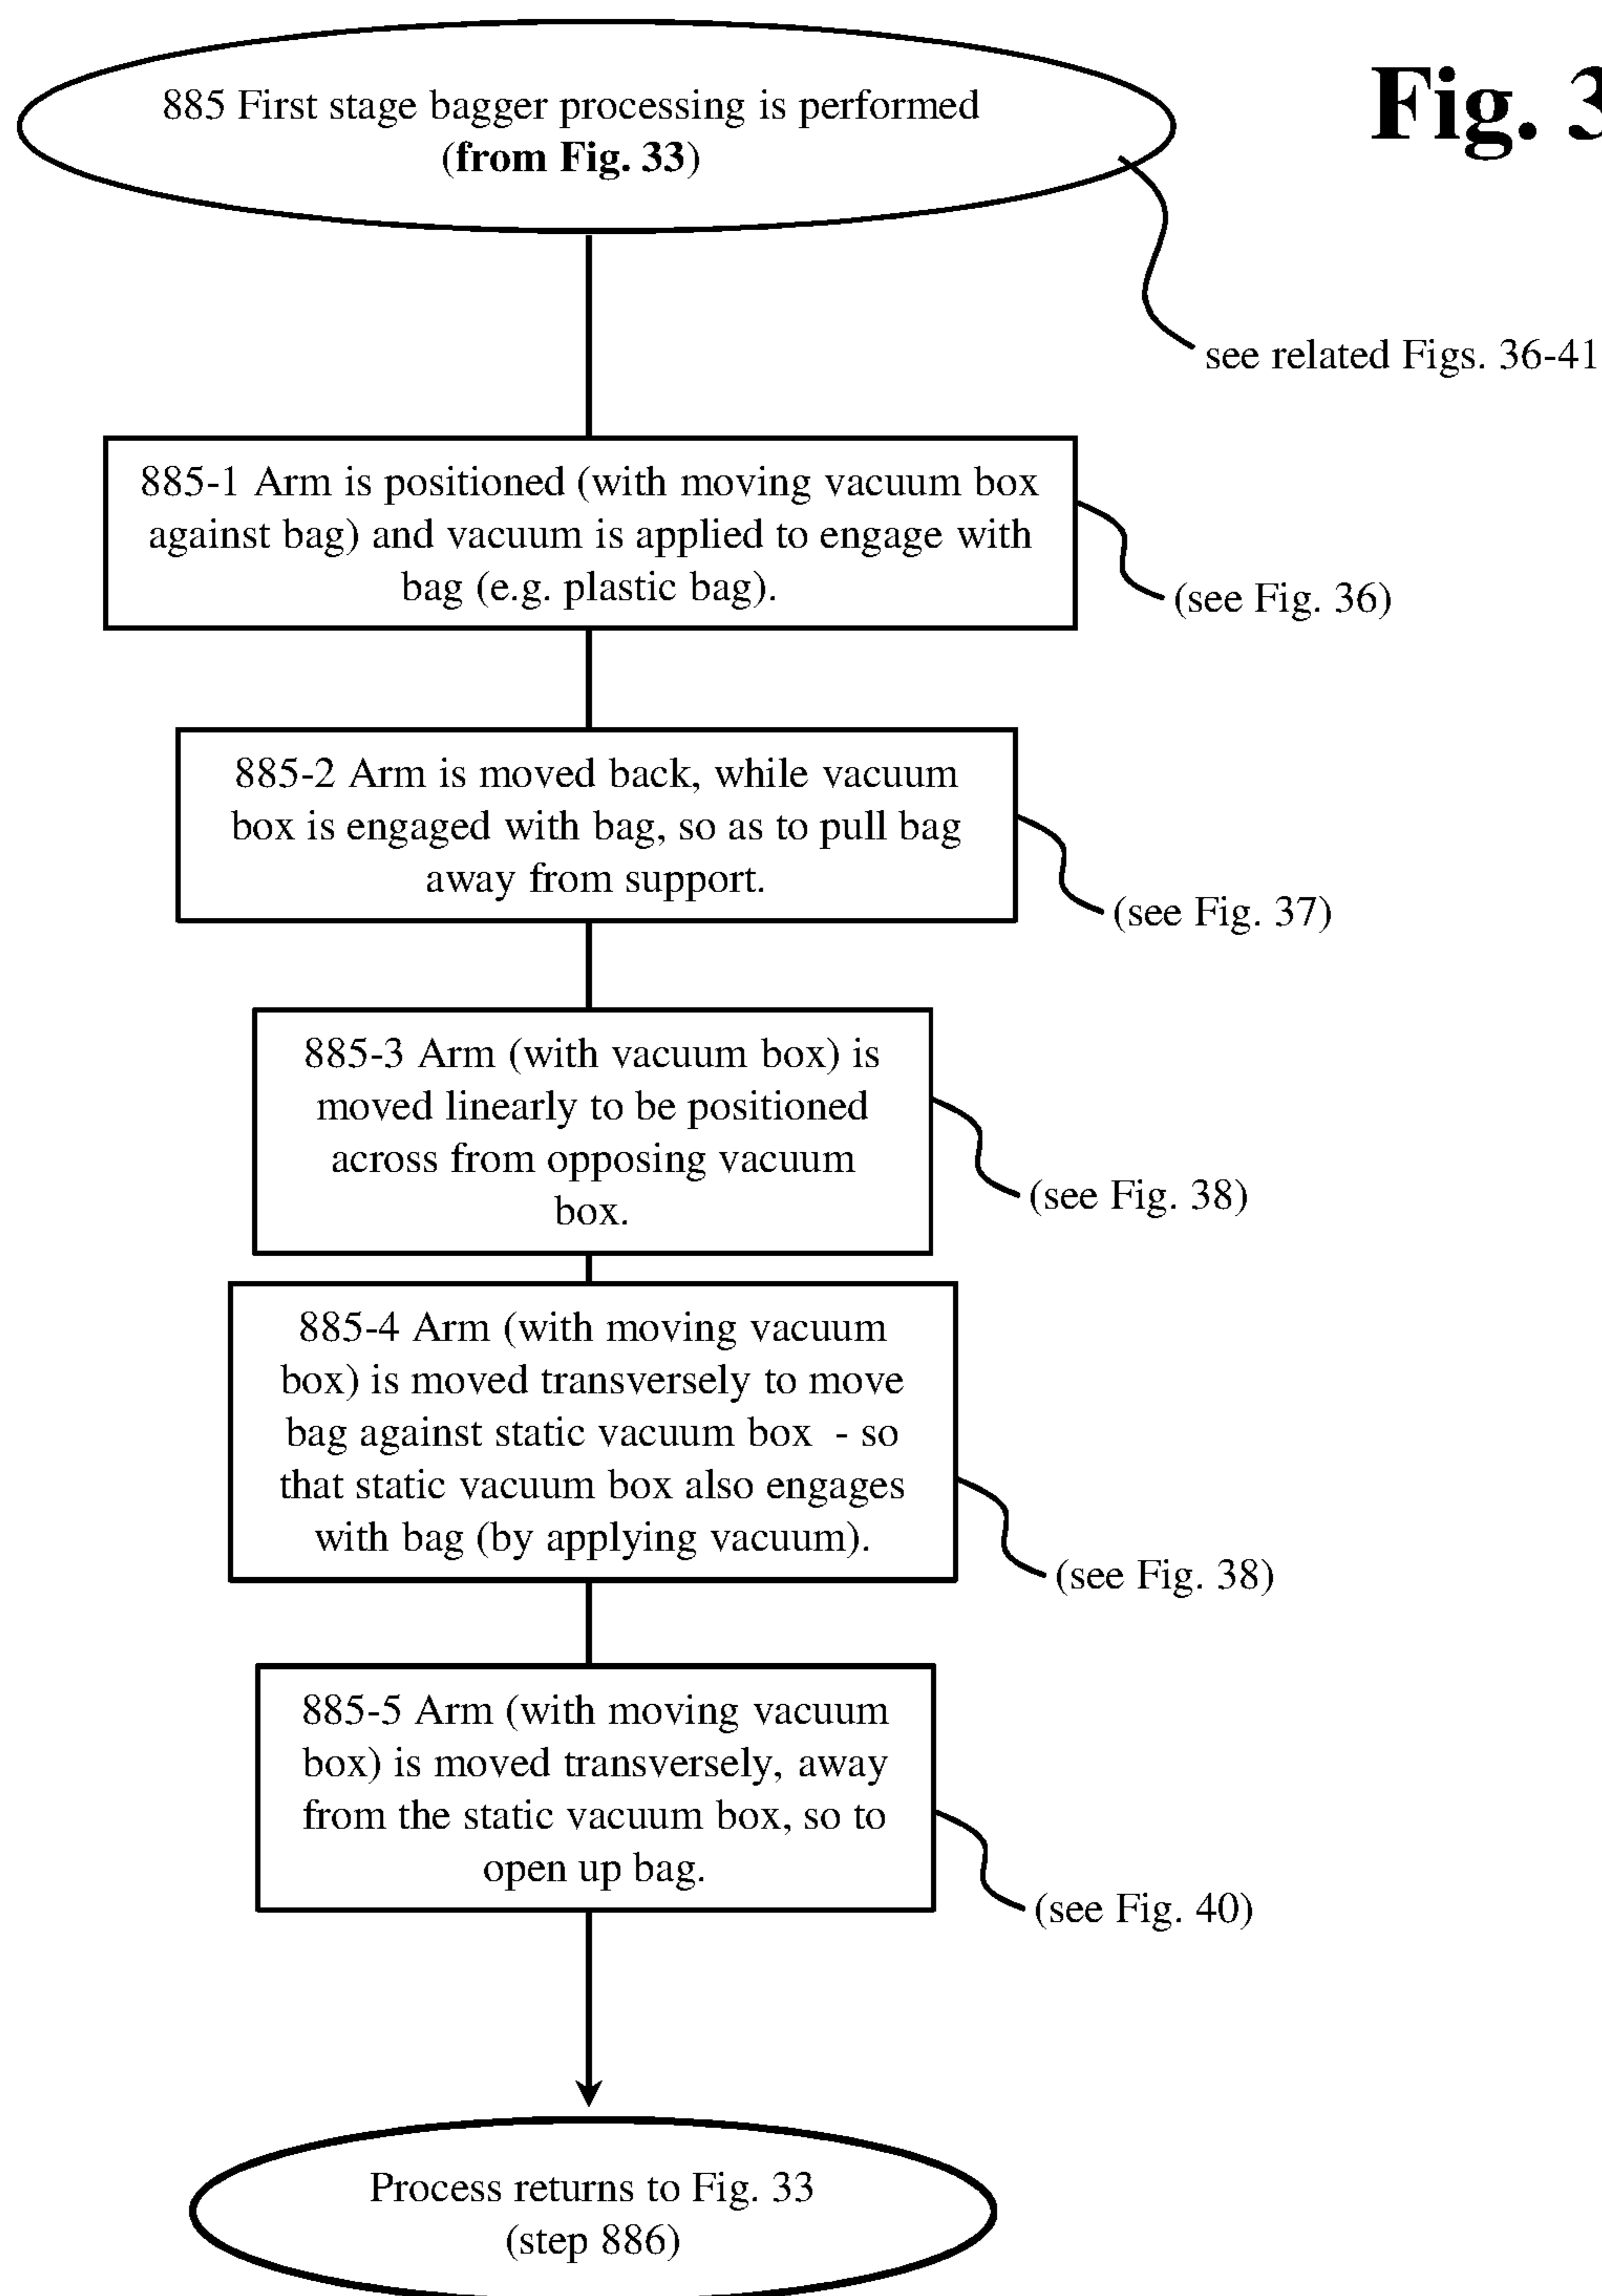 Fig. 3
885 First stage bagger processing is performed
(from Fig. 33)
see related Figs. 36-41
885-1 Arm is positioned (with moving vacuum box
against bag) and vacuum is applied to engage with
bag (e.g. plastic bag).
(see Fig. 36)
885-2 Arm is moved back, while vacuum
box is engaged with bag, so as to pull bag
away from support.
(see Fig. 37)
885-3 Arm (with vacuum box) is
moved linearly to be positioned
across from opposing vacuum
box.
(see Fig. 38)
885-4 Arm (with moving vacuum
box) is moved transversely to move
bag against static vacuum box - so
that static vacuum box also engages
with bag (by applying vacuum).
(see Fig. 38)
885-5 Arm (with moving vacuum
box) is moved transversely, away
from the static vacuum box, so to
open up bag.
(see Fig. 40)
Process returns to Fig. 33
(step 886)